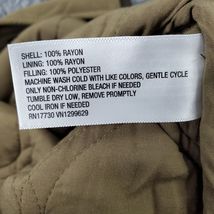 SHELL: 100% RAYON
LINING: 100% RAYON
FILLING: 100% POLYESTER
MACHINE WASH COLD WITH LIKE COLORS, GENTLE CYCLE
ONLY NON-CHLORINE BLEACH IF NEEDED
TUMBLE DRY LOW, REMOVE PROMPTLY
COOL IRON IF NEEDED
RN17730 VN1299629